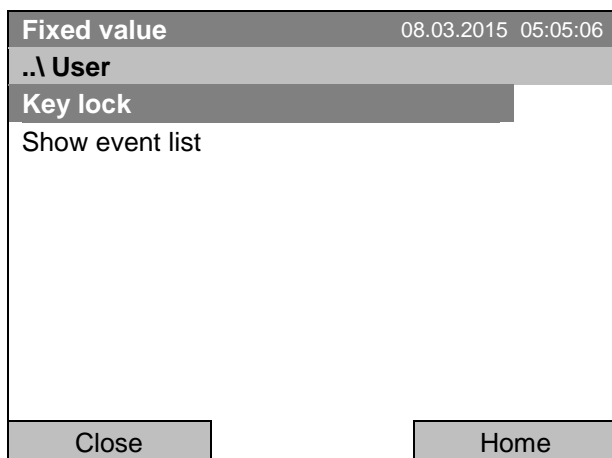 Fixed value 08.03.2015 05:05:06
..\ User
Key lock
Show event list
Close Home